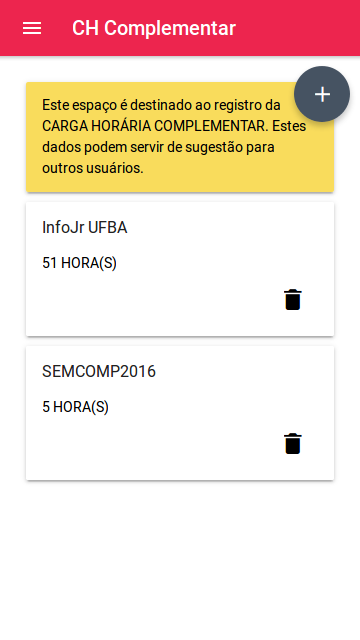 CH Complementar
Este espaço é destinado ao registro da
CARGA HORÁRIA COMPLEMENTAR. Estes
dados podem servir de sugestão para
outros usuários.
InfoJr UFBA
51 HORA(S)
SEMCOMP2016
5 HORA(S)